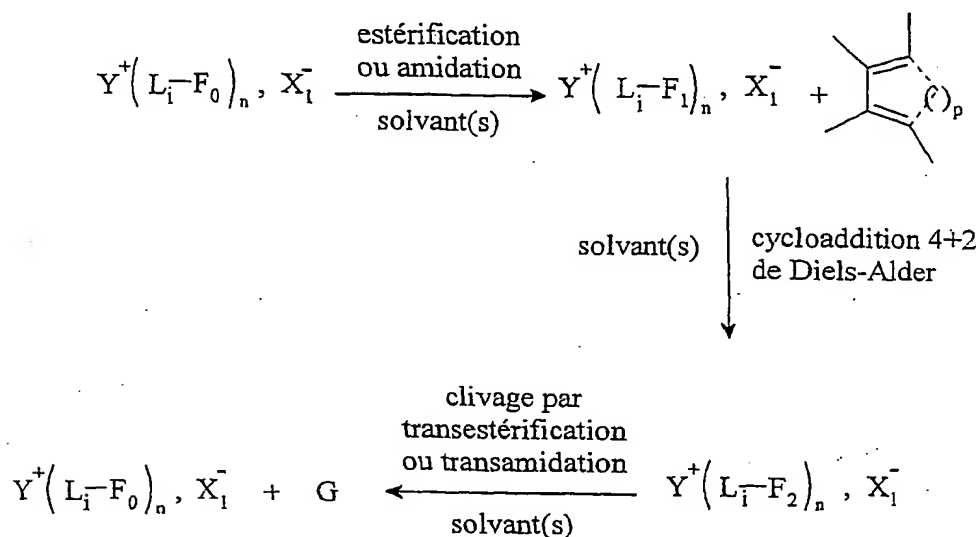 estérification
ou amidation
Y⁺( Lᵢ—F₀)ₙ , X₁⁻ Y⁺( Lᵢ—F₁)ₙ , X₁⁻ + ( )ₚ
solvant(s)
solvant(s) cycloaddition 4+2
de Diels-Alder
clivage par
transestérification
ou transamidation
Y⁺( Lᵢ—F₀)ₙ , X₁⁻ + G Y⁺( Lᵢ—F₂)ₙ , X₁⁻
solvant(s)